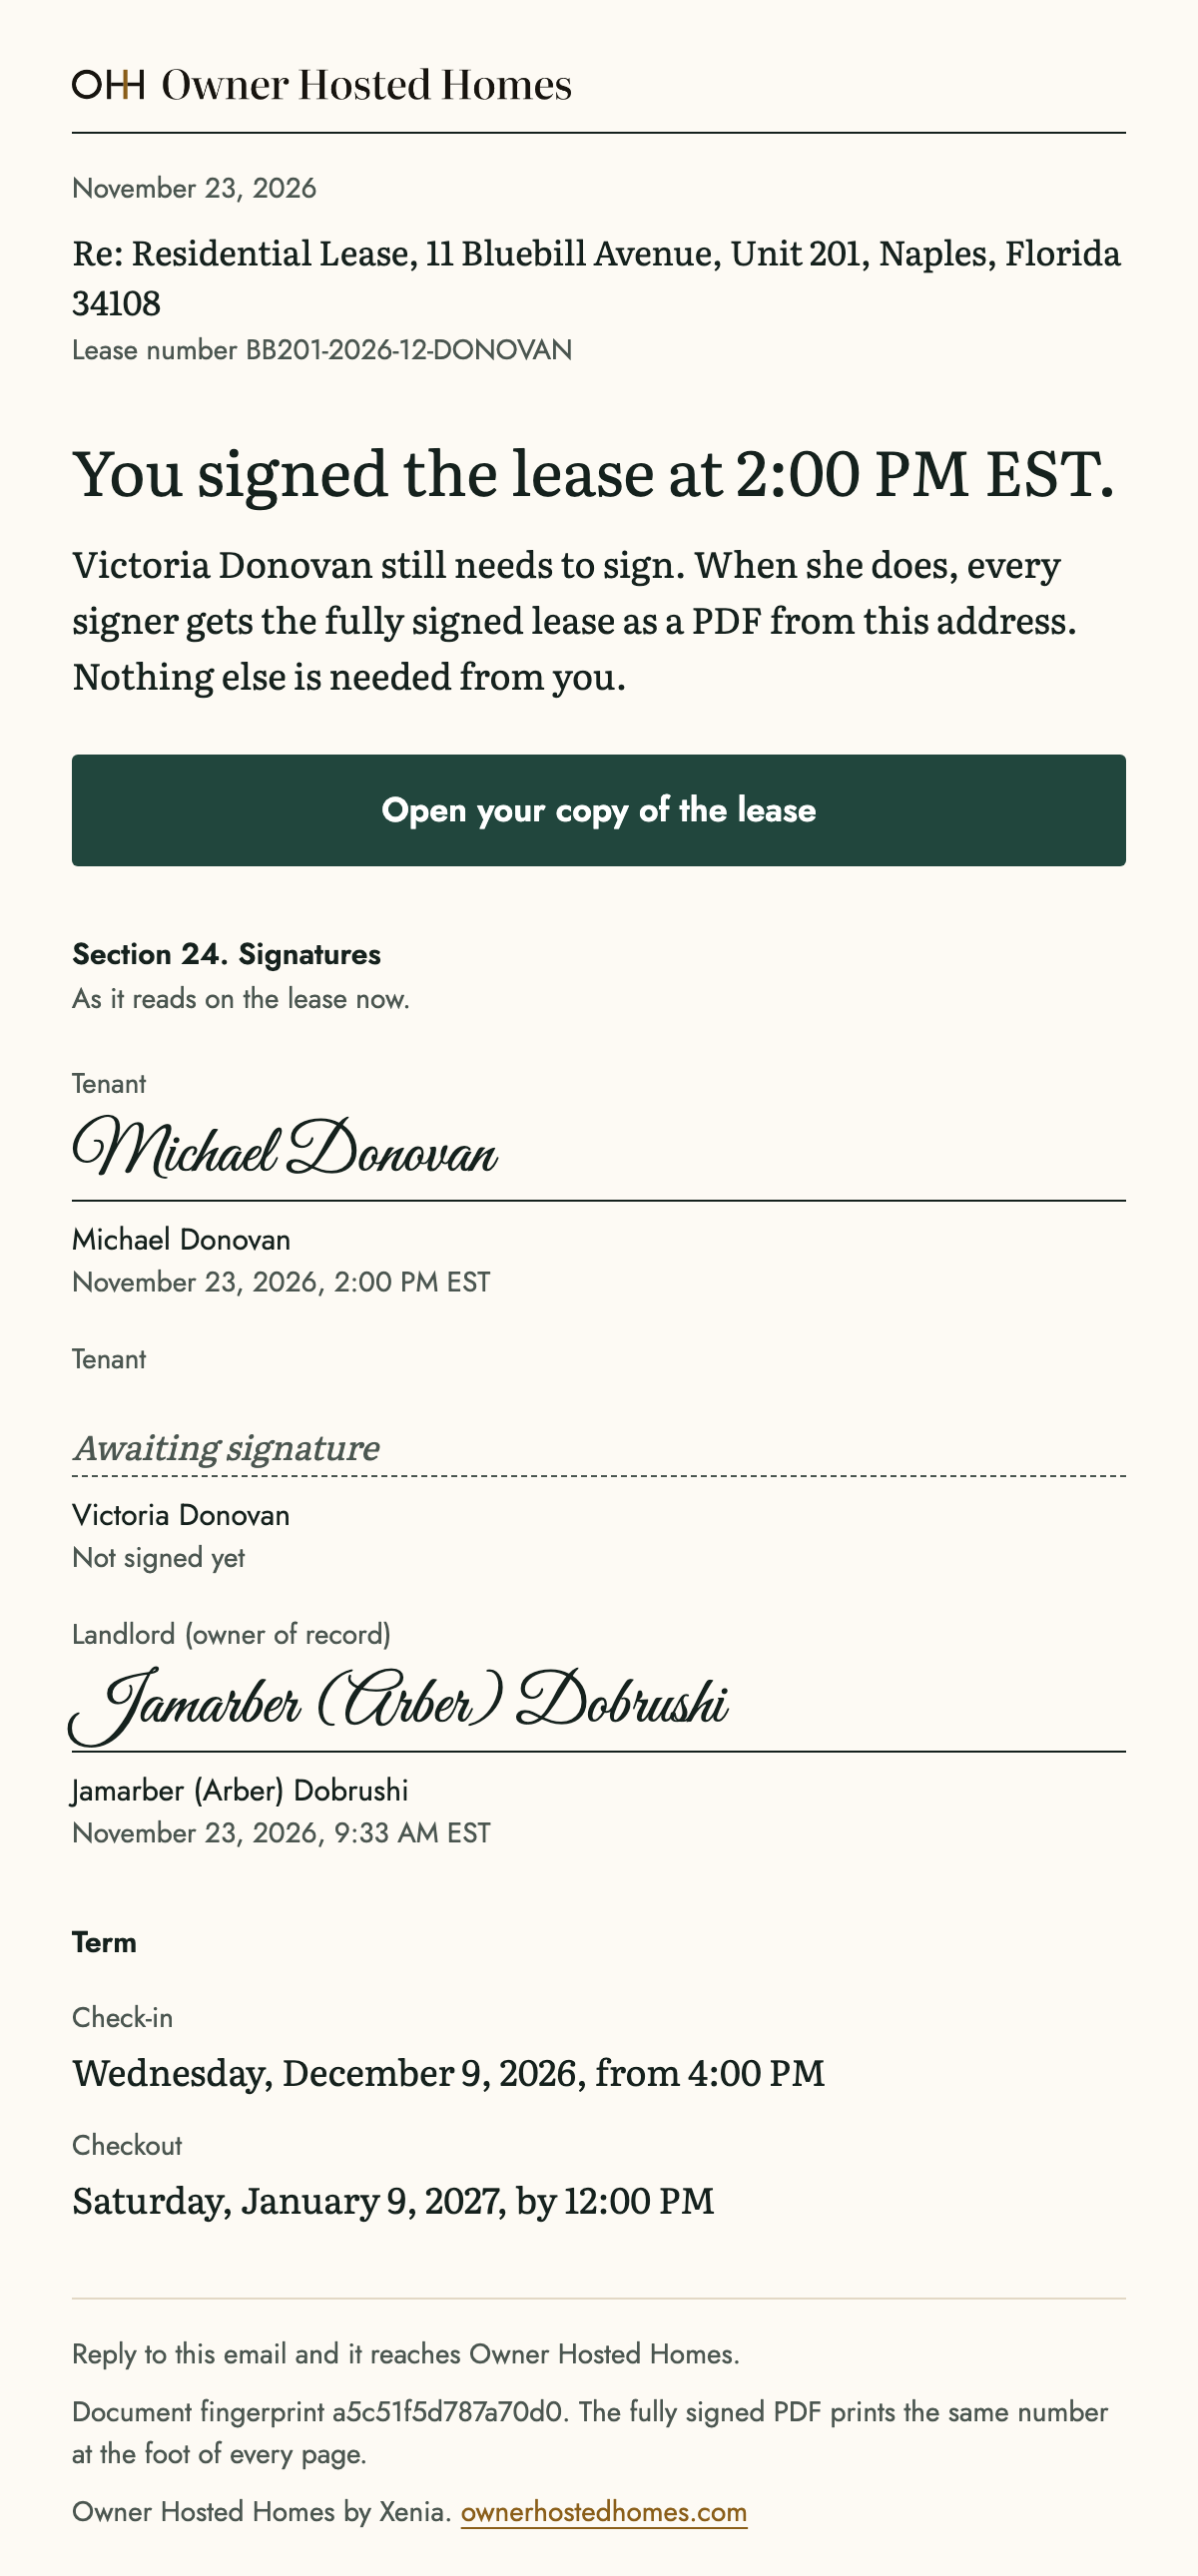 OHH Owner Hosted Homes
November 23, 2026
Re: Residential Lease, 11 Bluebill Avenue, Unit 201, Naples, Florida
34108
Lease number BB201-2026-12-DONOVAN
You signed the lease at 2:00 PM EST.
Victoria Donovan still needs to sign. When she does, every
signer gets the fully signed lease as a PDF from this address.
Nothing else is needed from you.
Open your copy of the lease
Section 24. Signatures
As it reads on the lease now.
Tenant
Michael Donovan
Michael Donovan
November 23, 2026, 2:00 PM EST
Tenant
Awaiting signature
Victoria Donovan
Not signed yet
Landlord (owner of record)
Jamarber (Arber) Dobrushi
Jamarber (Arber) Dobrushi
November 23, 2026, 9:33 AM EST
Term
Check-in
Wednesday, December 9, 2026, from 4:00 PM
Checkout
Saturday, January 9, 2027, by 12:00 PM
Reply to this email and it reaches Owner Hosted Homes.
Document fingerprint a5c51f5d787a70d0. The fully signed PDF prints the same number
at the foot of every page.
Owner Hosted Homes by Xenia. ownerhostedhomes.com